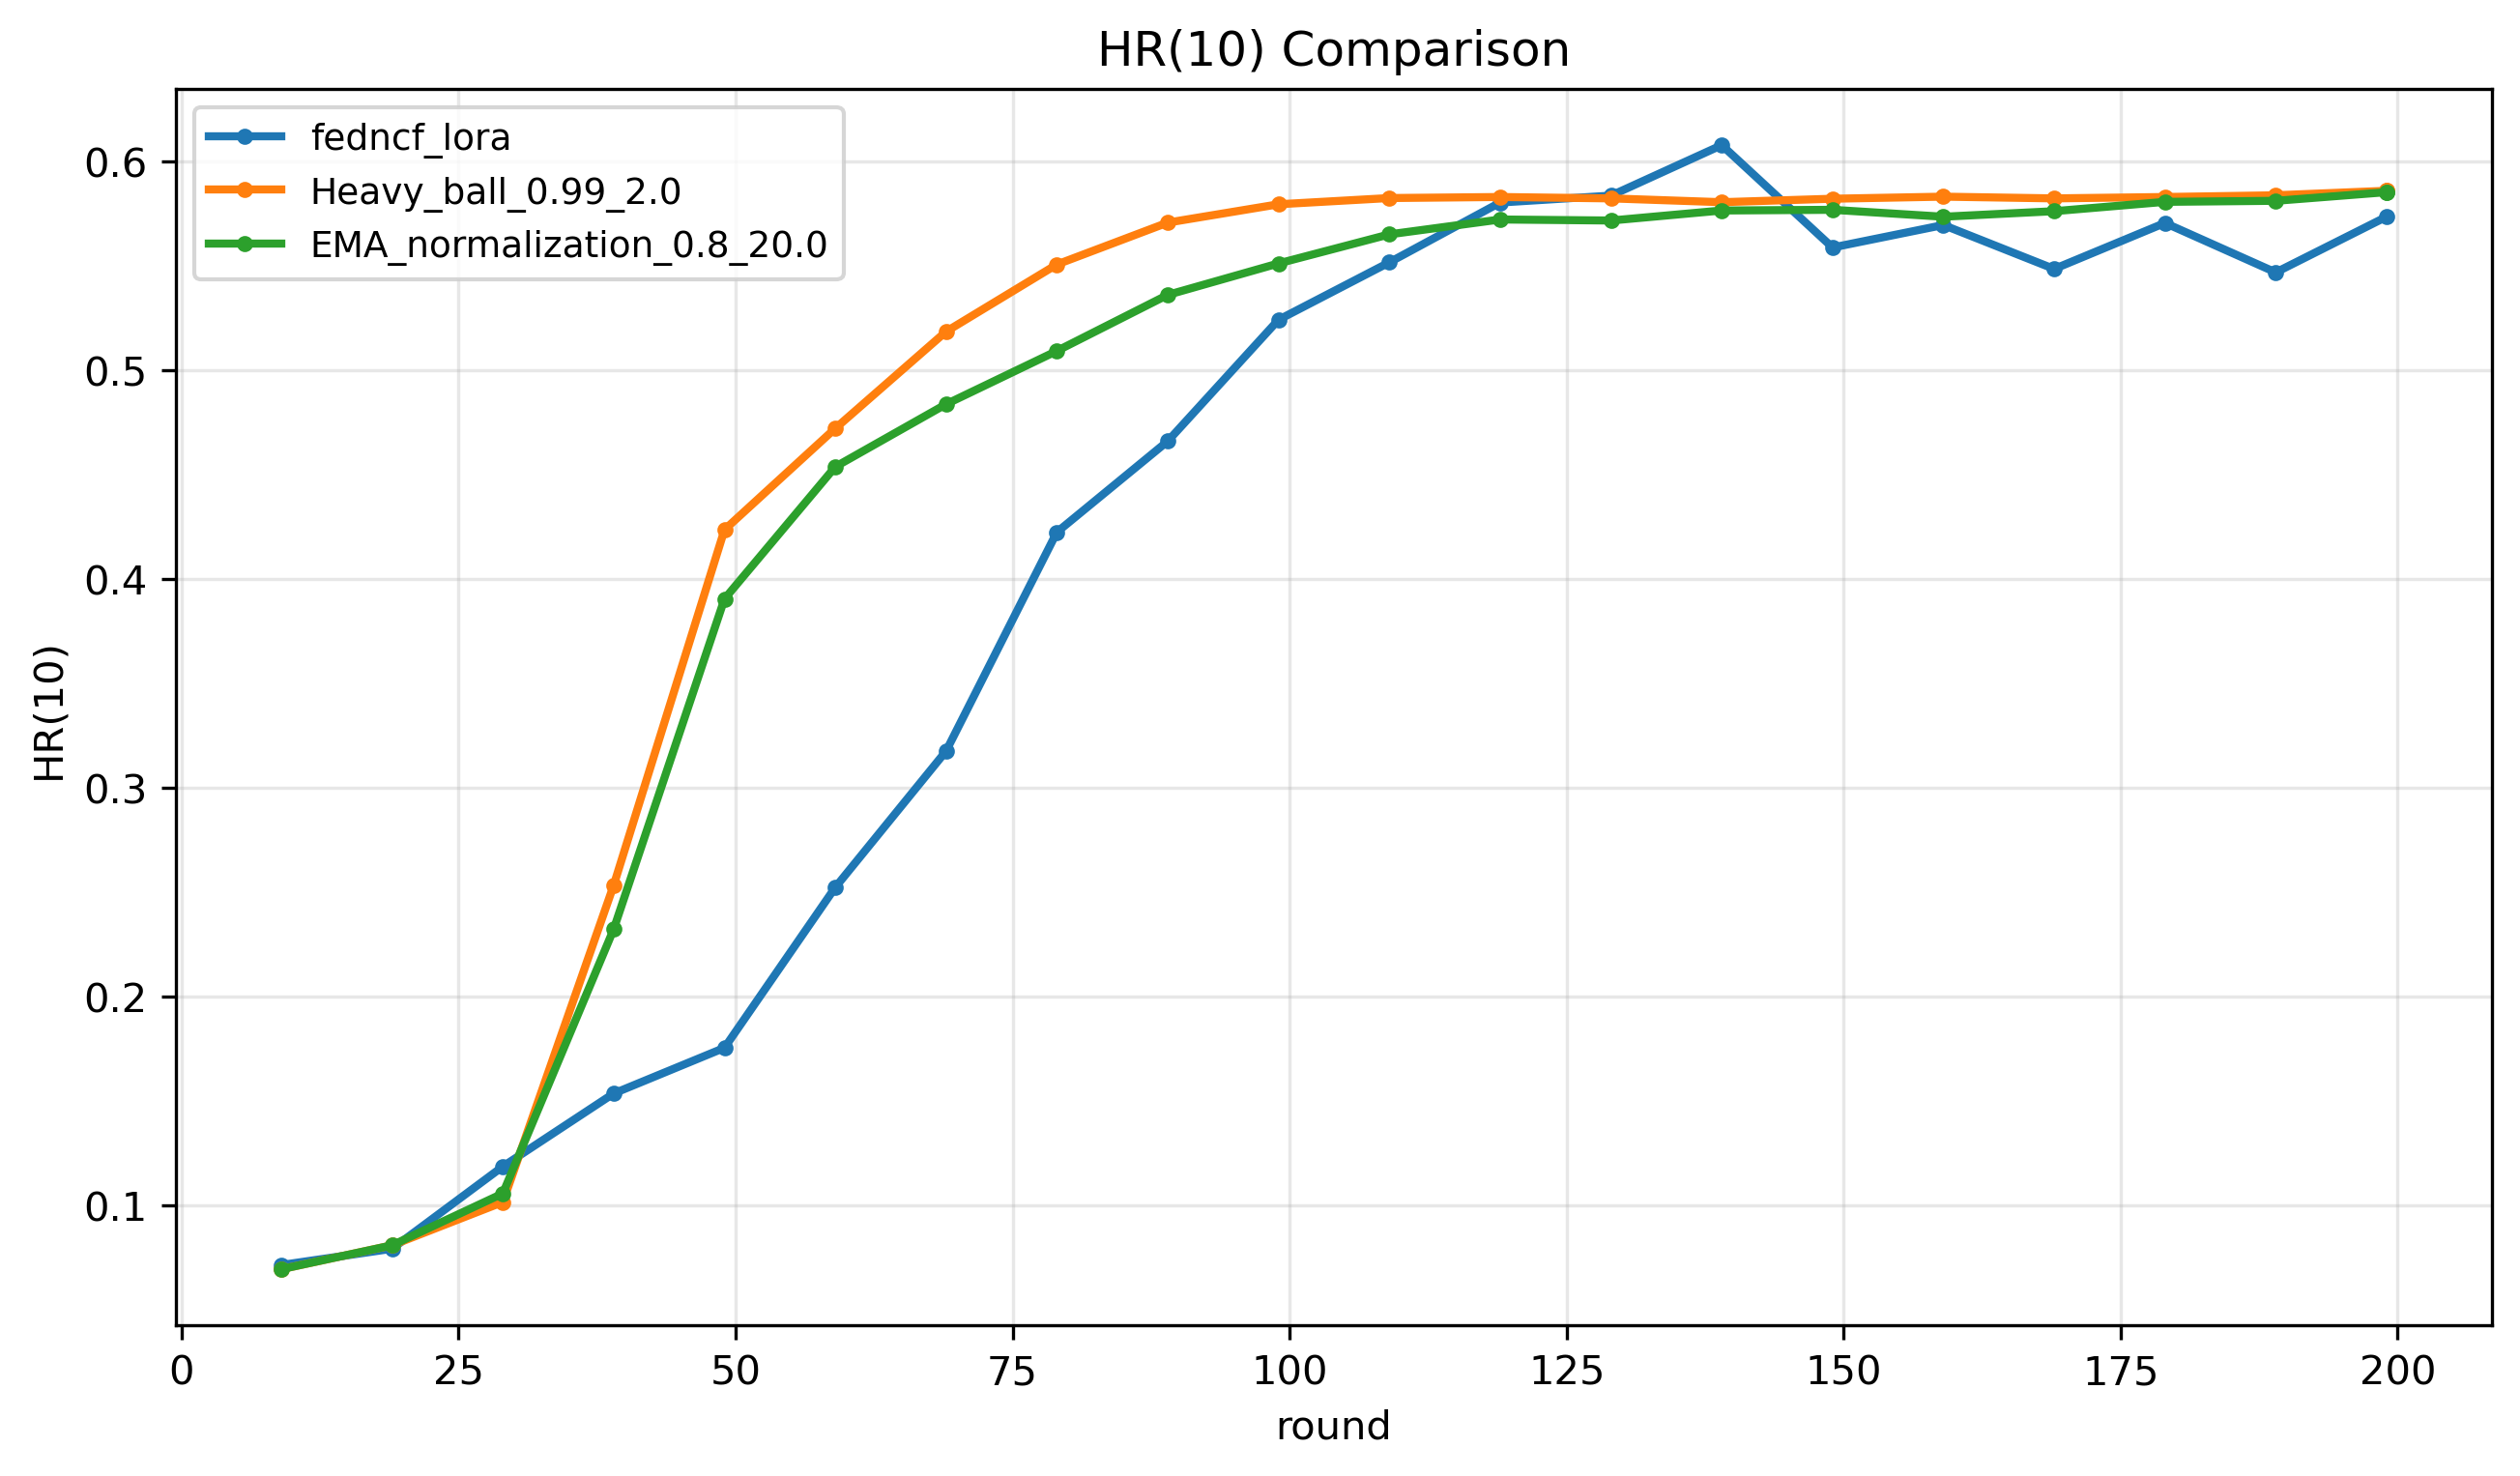 HR(10) Comparison
fedncf_lora
Heavy_ball_0.99_2.0
EMA_normalization_0.8_20.0
0.6
0.5
0.4
0.3
0.2
0.1
HR(10)
0 25 50 75 100 125 150 175 200
round